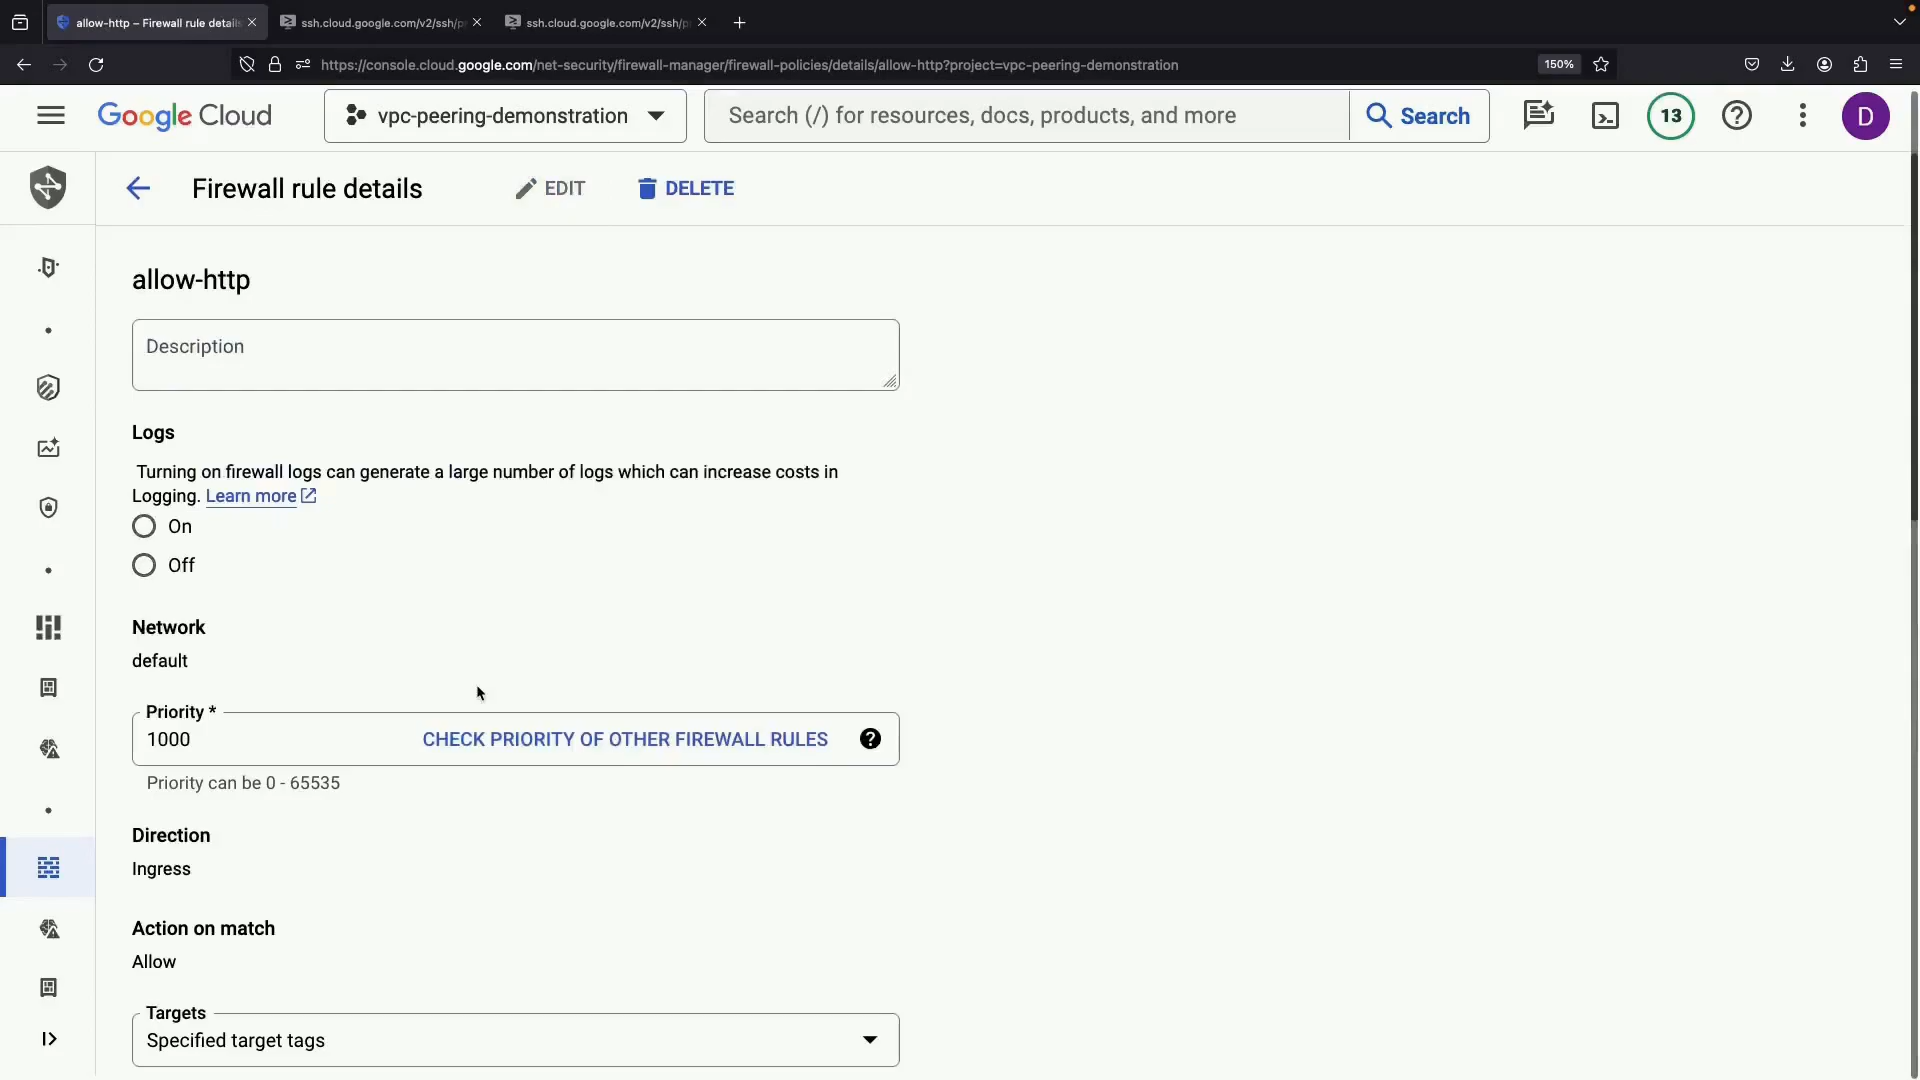 allow-http – Firewall rule details
ssh.cloud.google.com/v2/ssh/p
ssh.cloud.google.com/v2/ssh/p
https://console.cloud.google.com/net-security/firewall-manager/firewall-policies/details/allow-http?project=vpc-peering-demonstration
150%
Google Cloud
vpc-peering-demonstration
Search (/) for resources, docs, products, and more
Search
13
D
Firewall rule details
EDIT
DELETE
allow-http
Description
Logs
Turning on firewall logs can generate a large number of logs which can increase costs in
Logging. Learn more
On
Off
Network
default
Priority *
1000
CHECK PRIORITY OF OTHER FIREWALL RULES
Priority can be 0 - 65535
Direction
Ingress
Action on match
Allow
Targets
Specified target tags